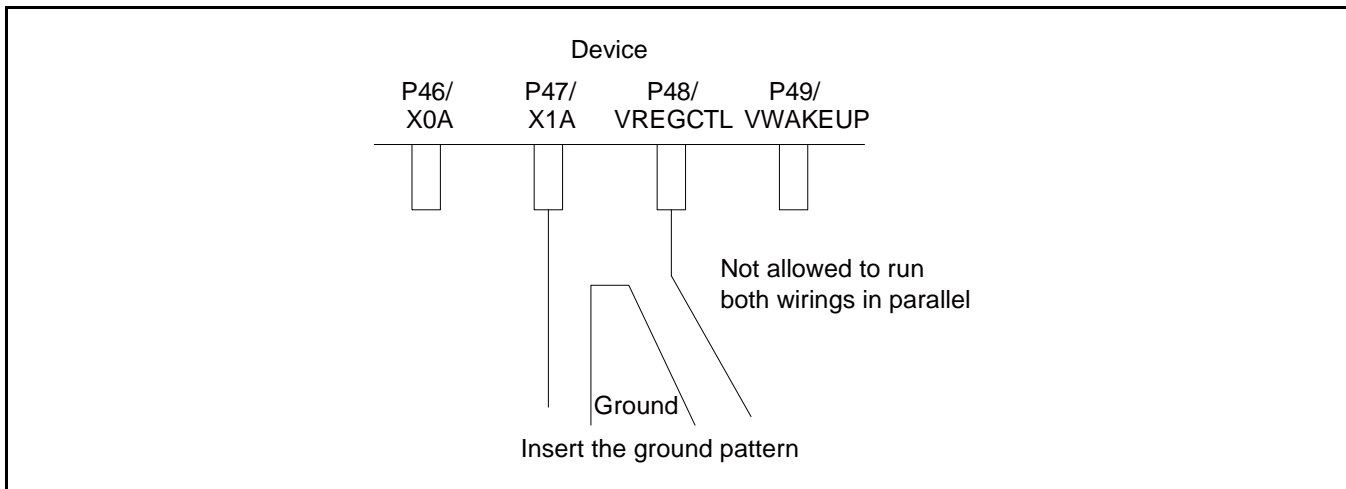 Device
P46/ P47/ P48/ P49/
X0A X1A VREGCTL VWAKEUP
Not allowed to run
both wirings in parallel
Ground
Insert the ground pattern